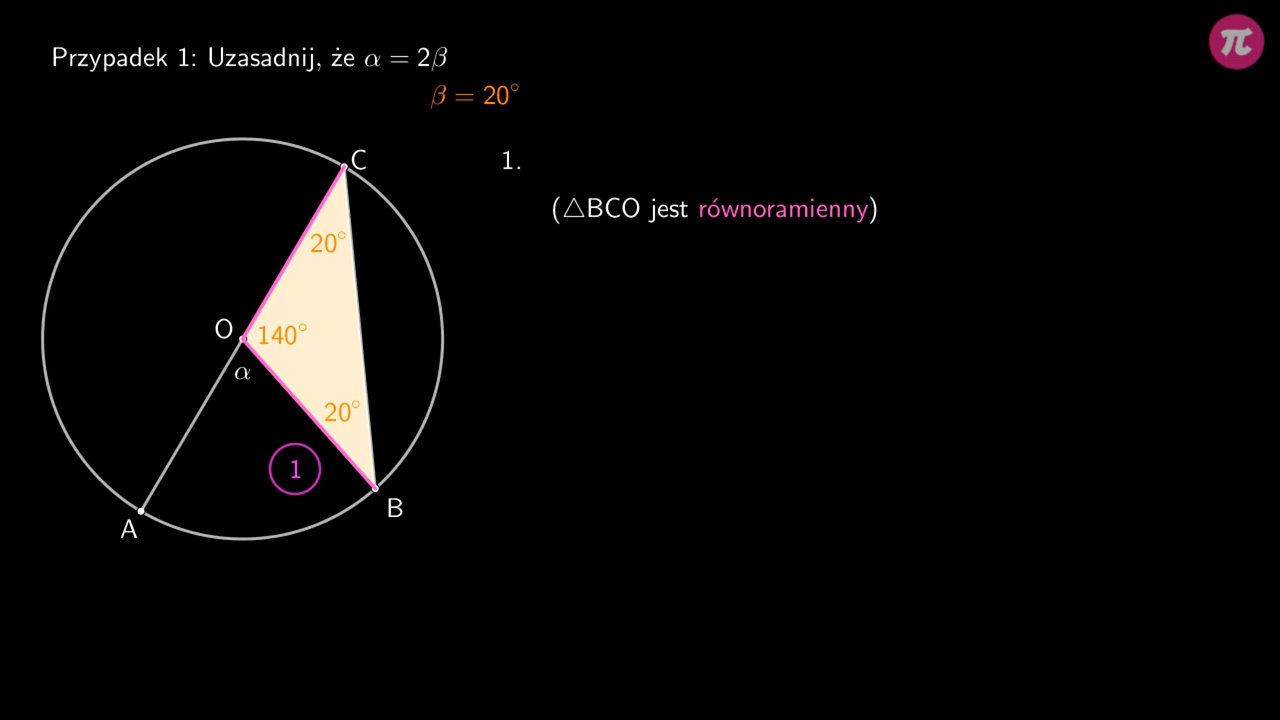 Przypadek 1: Uzasadnij, że α = 2β
β = 20°
1.
(△BCO jest równoramienny)
C
20°
O
140°
α
20°
1
B
A
π